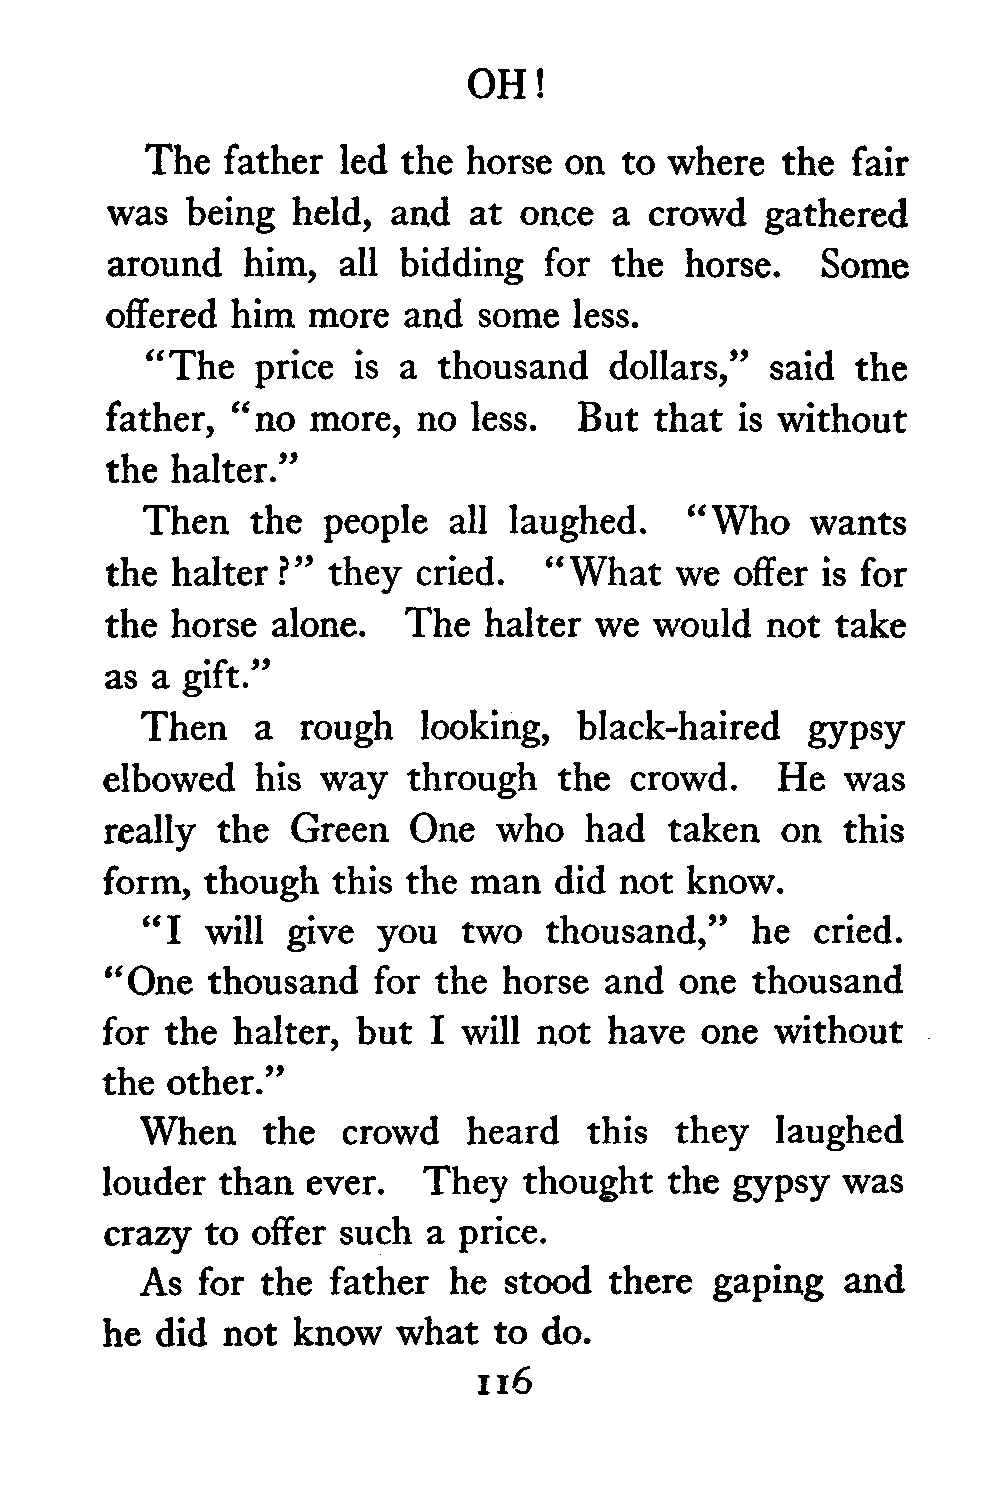 OH!
The father led the horse on to where the fair
was being held, and at once a crowd gathered
around him, all bidding for the horse. Some
offered him more and some less.
“The price is a thousand dollars,” said the
father, “no more, no less. But that is without
the halter.”
Then the people all laughed. “Who wants
the halter?” they cried. “What we offer is for
the horse alone. The halter we would not take
as a gift.”
Then a rough looking, black-haired gypsy
elbowed his way through the crowd. He was
really the Green One who had taken on this
form, though this the man did not know.
“I will give you two thousand,” he cried.
“One thousand for the horse and one thousand
for the halter, but I will not have one without
the other.”
When the crowd heard this they laughed
louder than ever. They thought the gypsy was
crazy to offer such a price.
As for the father he stood there gaping and
he did not know what to do.
116